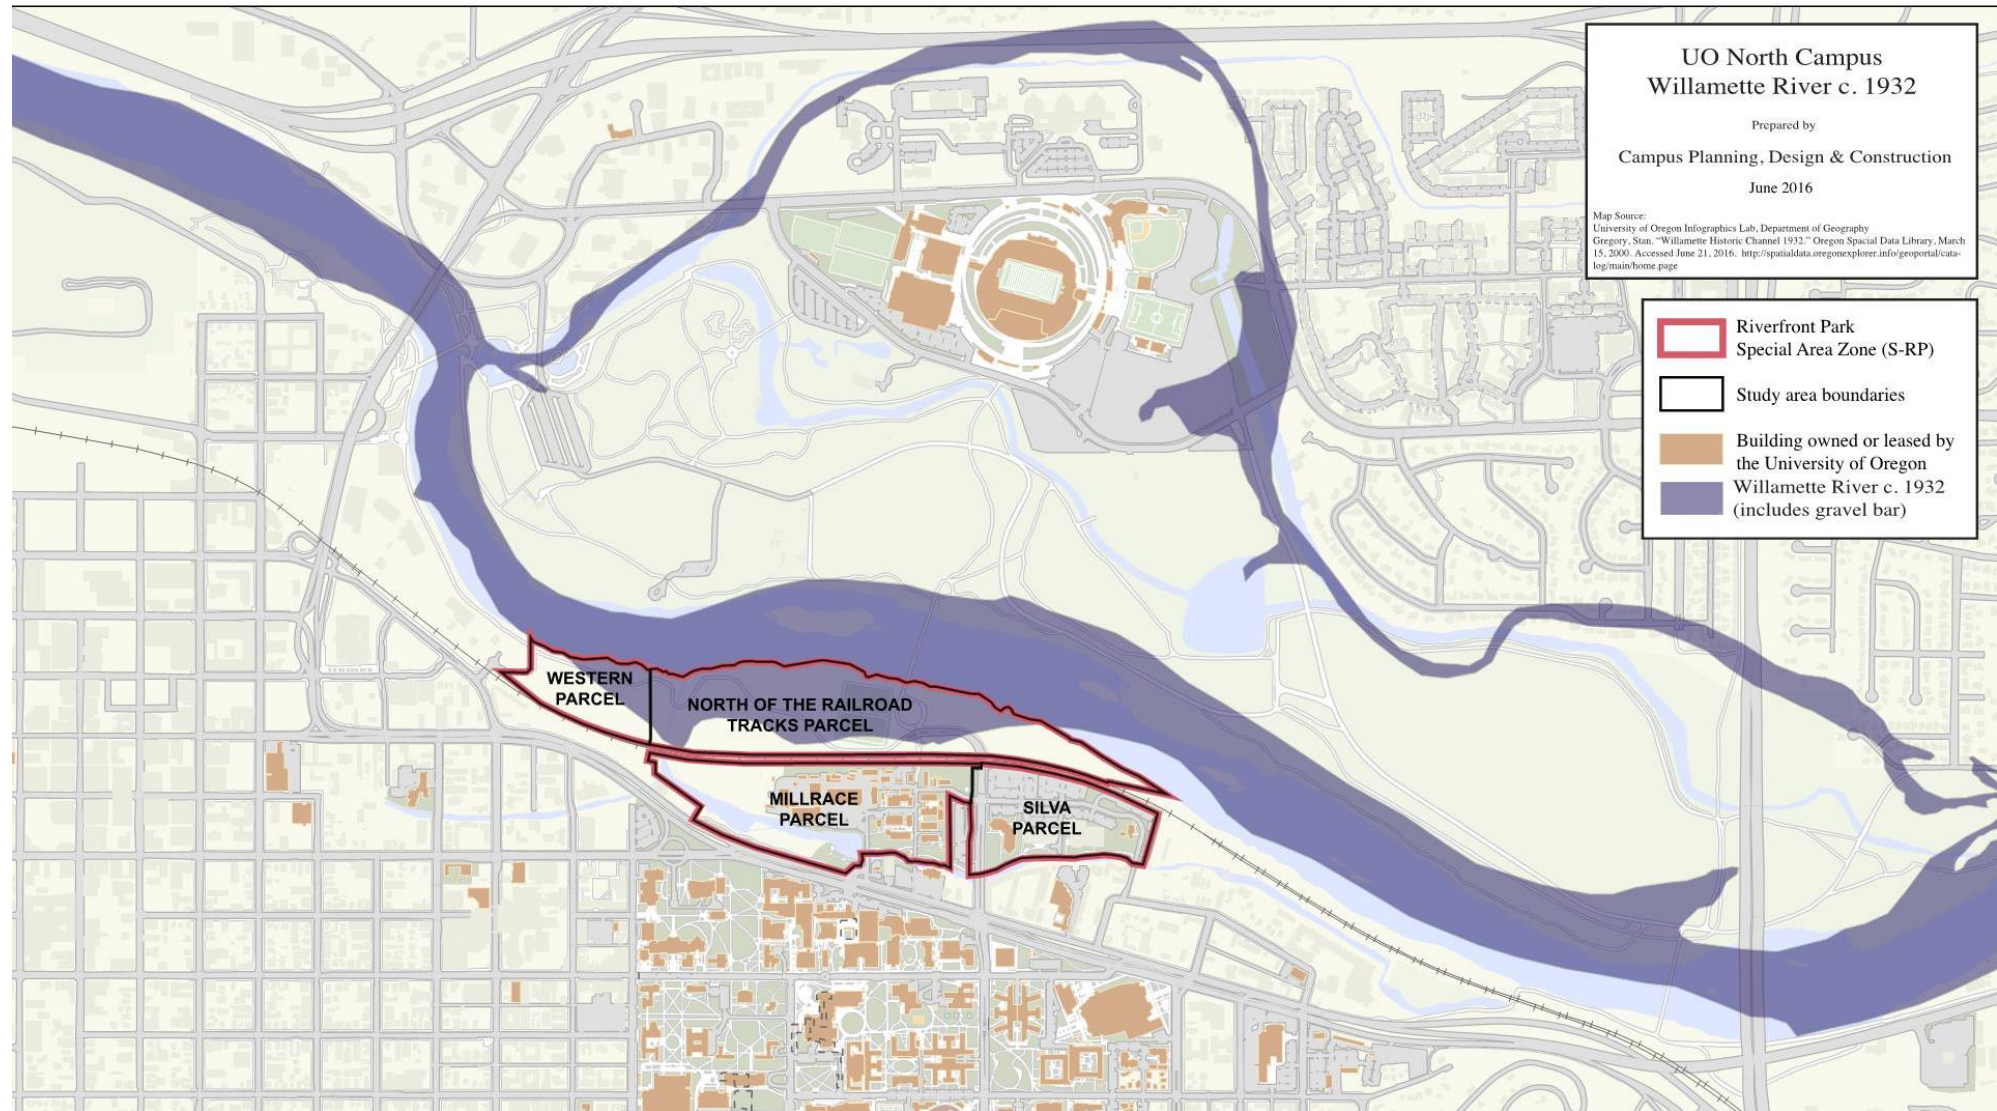 UO North Campus
Willamette River c. 1932
Prepared by
Campus Planning, Design & Construction
June 2016
Map Source:
University of Oregon Infographics Lab, Department of Geography
Gregory, Stan. “Willamette Historic Channel 1932.” Oregon Spacial Data Library, March
15, 2000. Accessed June 21, 2016. http://spatialdata.oregonexplorer.info/geoportal/cata-
log/main/home.page
Riverfront Park
Special Area Zone (S-RP)
Study area boundaries
Building owned or leased by
the University of Oregon
Willamette River c. 1932
(includes gravel bar)
WESTERN
PARCEL
NORTH OF THE RAILROAD
TRACKS PARCEL
MILLRACE
PARCEL
SILVA
PARCEL